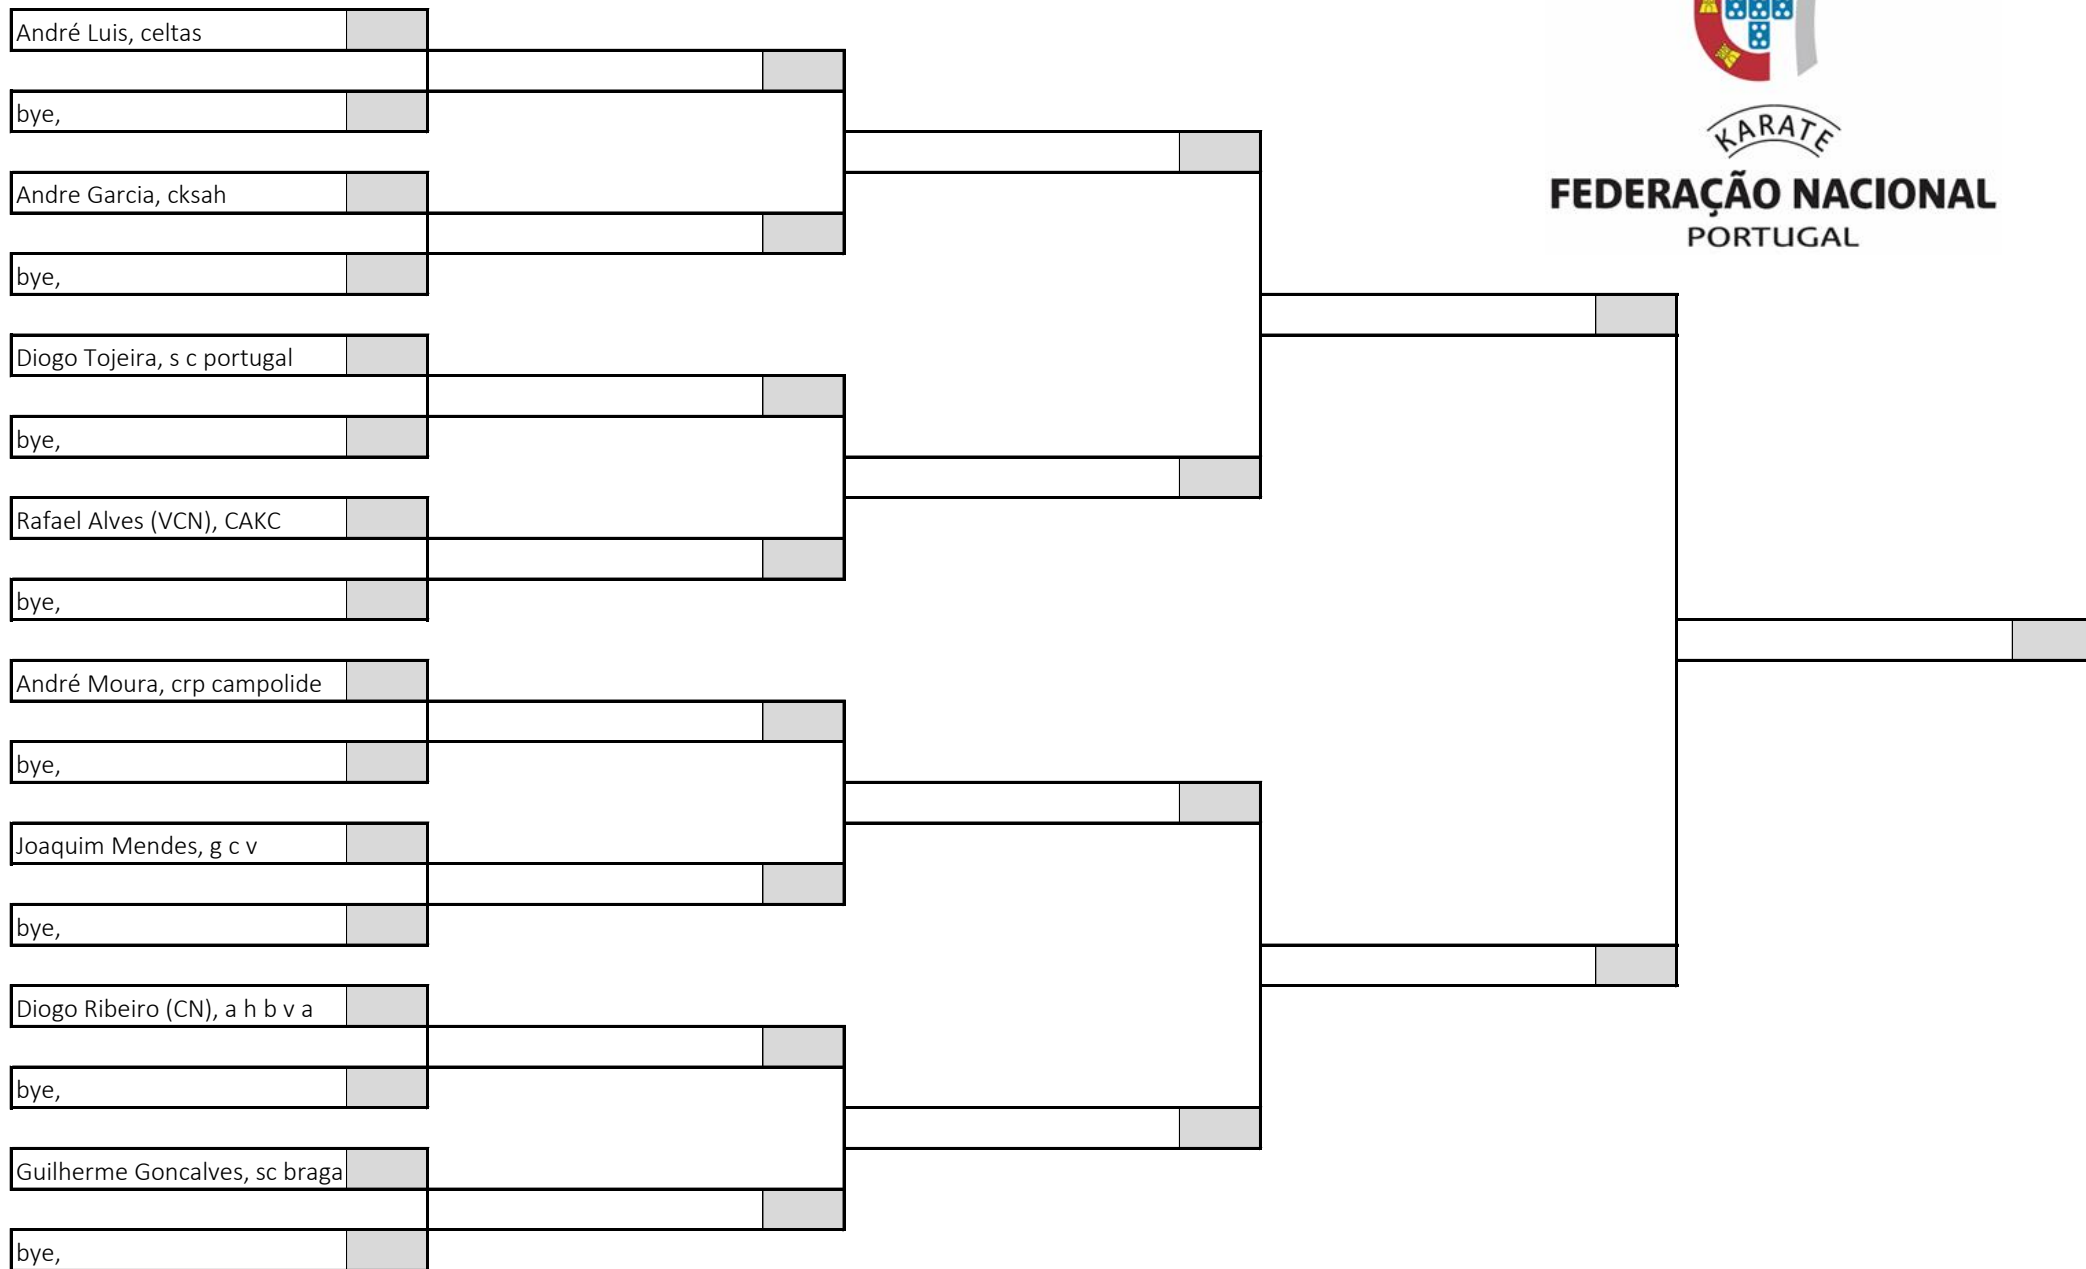 André Luis, celtas
bye,
Andre Garcia, cksah
bye,
Diogo Tojeira, s c portugal
bye,
Rafael Alves (VCN), CAKC
bye,
André Moura, crp campolide
bye,
Joaquim Mendes, g c v
bye,
Diogo Ribeiro (CN), a h b v a
bye,
Guilherme Goncalves, sc braga
bye,
KARATE
FEDERAÇÃO NACIONAL
PORTUGAL